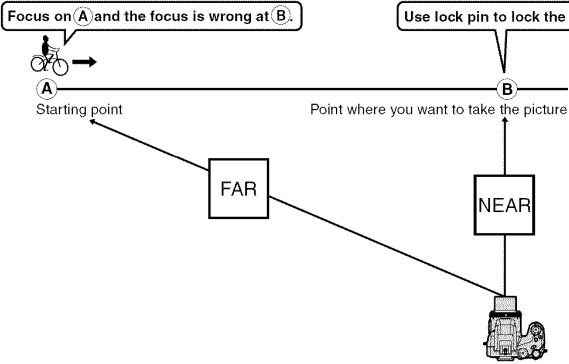 Focus on A and the focus is wrong at B.
Use lock pin to lock the
A
B
Starting point
Point where you want to take the picture
FAR
NEAR